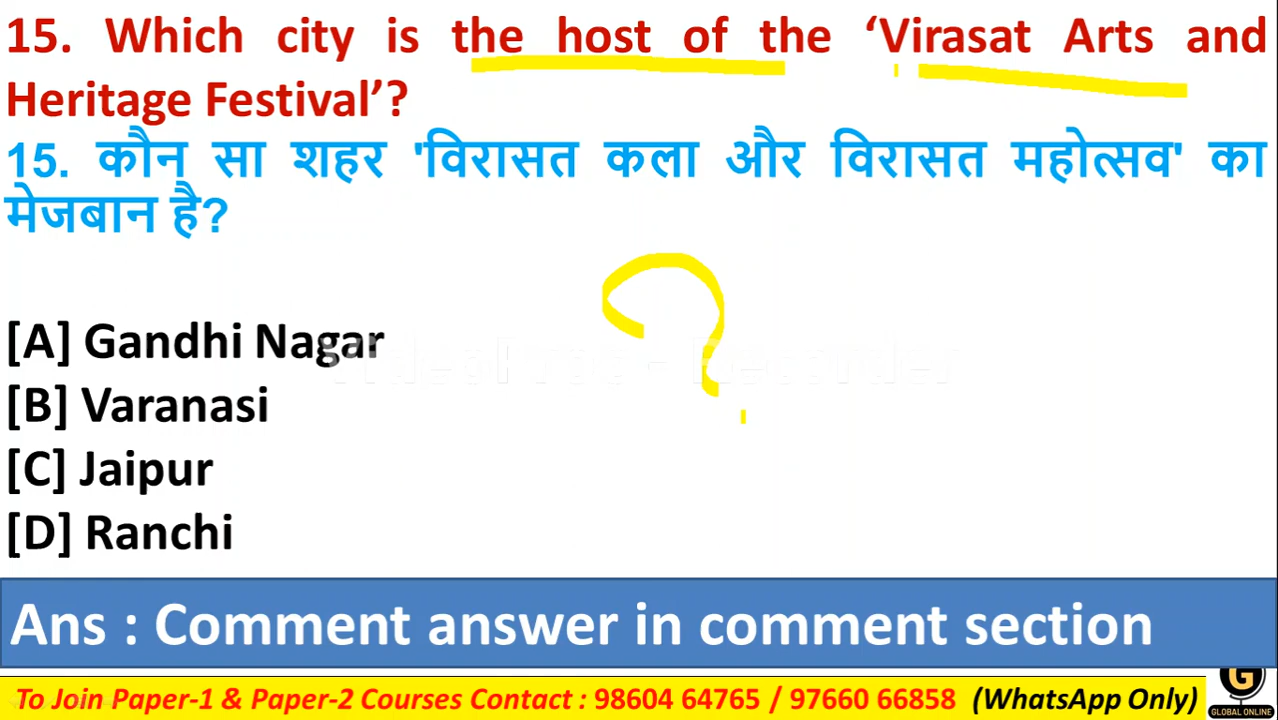 15. Which city is the host of the ‘Virasat Arts and
Heritage Festival’?
15. कौन सा शहर 'विरासत कला और विरासत महोत्सव' का
मेजबान है?
[A] Gandhi Nagar
VideoProc - Recorder
[B] Varanasi
[C] Jaipur
[D] Ranchi
Ans : Comment answer in comment section
To Join Paper-1 & Paper-2 Courses Contact : 98604 64765 / 97660 66858 (WhatsApp Only)
G
GLOBAL ONLINE